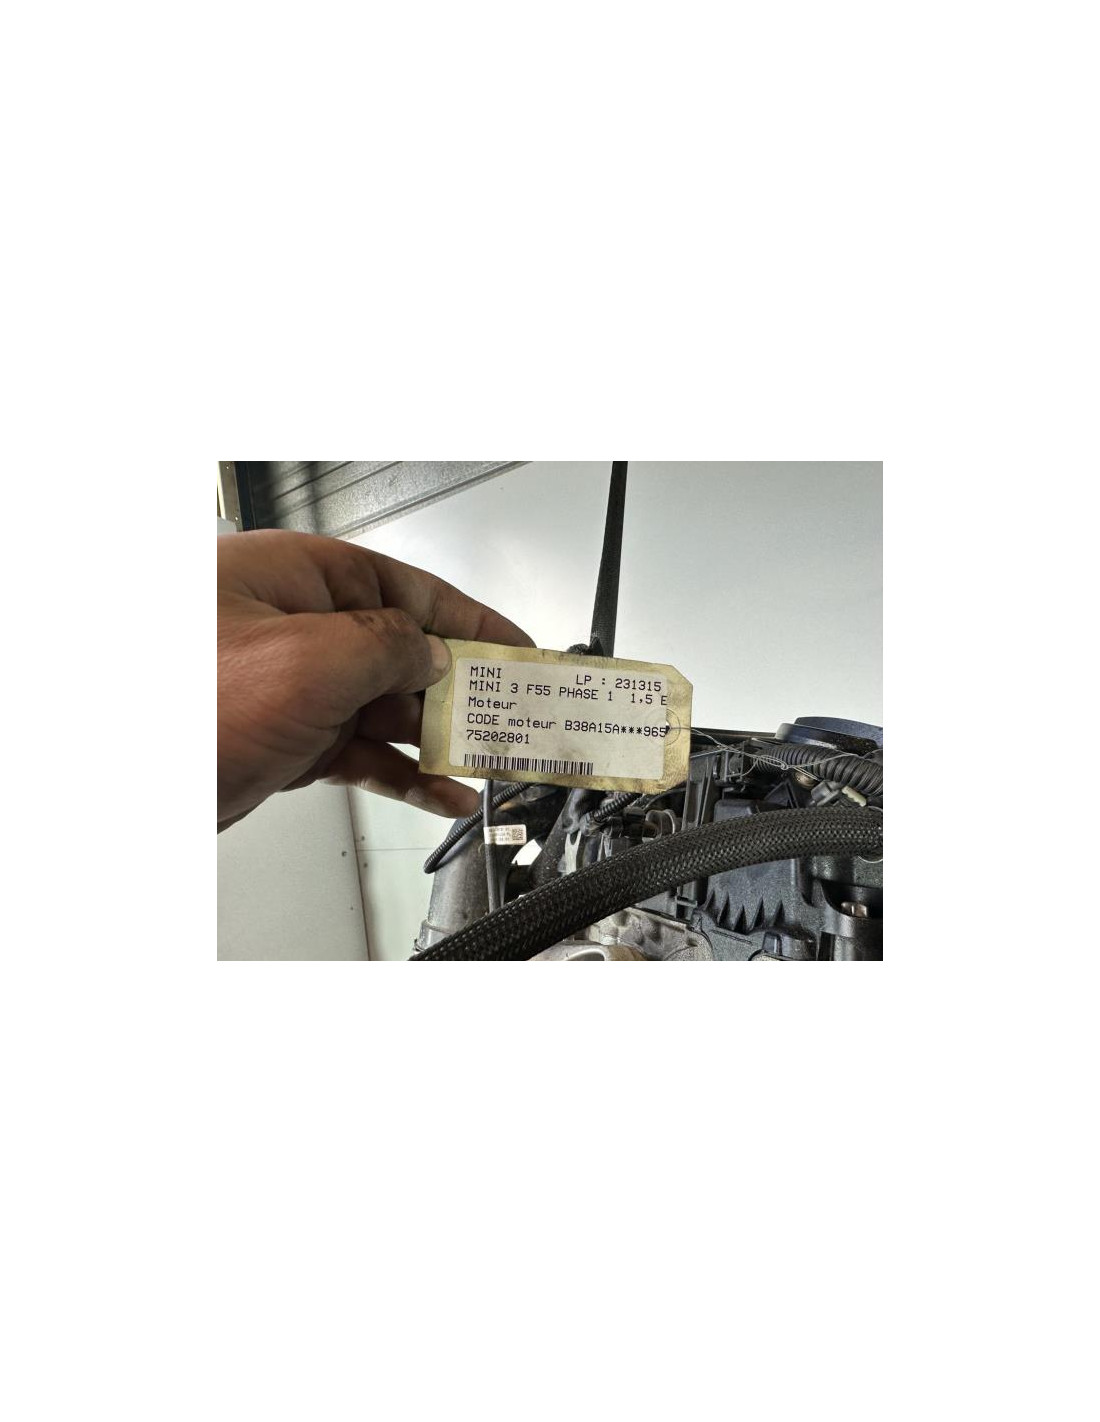 MINI LP : 231315
MINI 3 F55 PHASE 1 1,5 E
Moteur
CODE moteur B38A15A***965
75202801